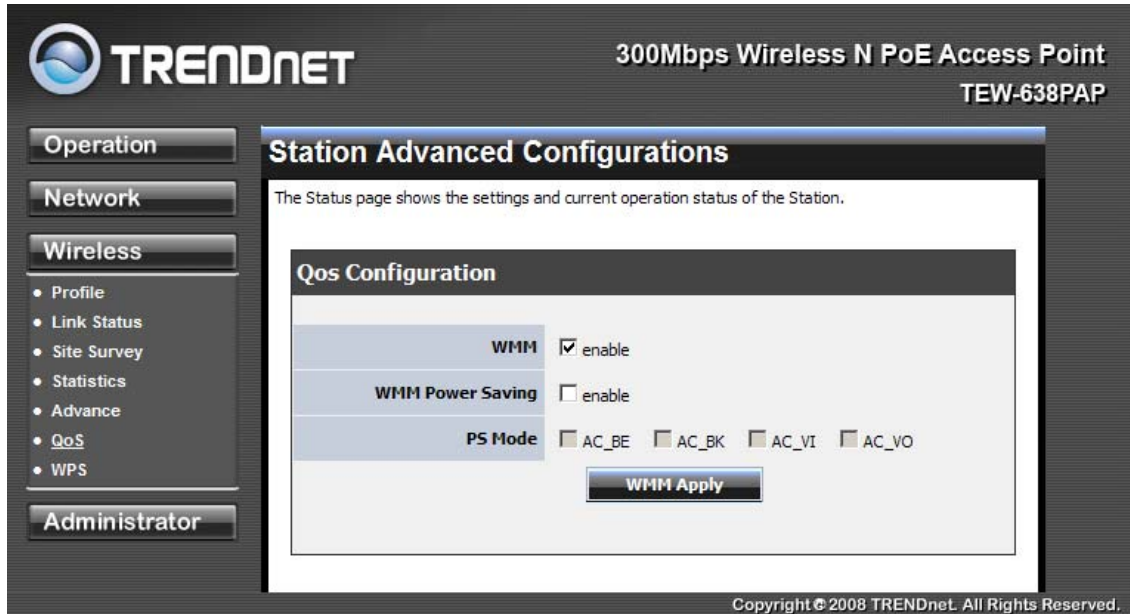 TRENDNET
300Mbps Wireless N PoE Access Point
TEW-638PAP
Operation
Network
Wireless
Profile
Link Status
Site Survey
Statistics
Advance
QoS
WPS
Administrator
Station Advanced Configurations
The Status page shows the settings and current operation status of the Station.
Qos Configuration
WMM enable
WMM Power Saving enable
PS Mode AC_BE AC_BK AC_VI AC_VO
WMM Apply
Copyright © 2008 TRENDnet. All Rights Reserved.